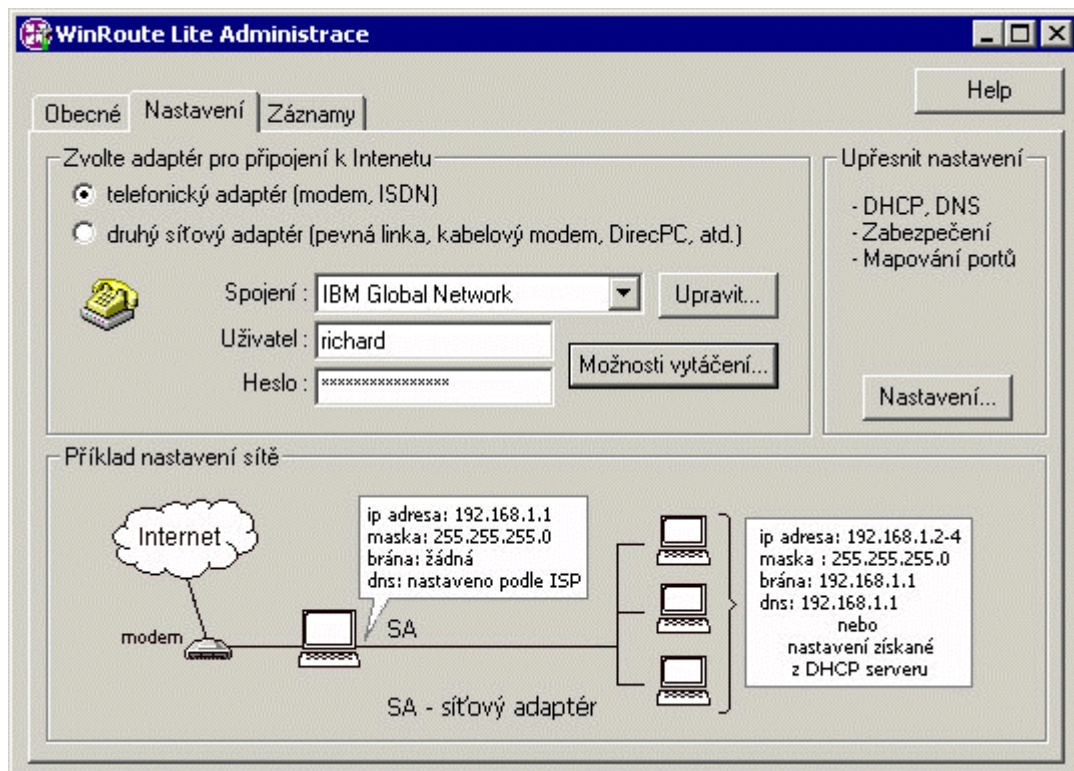 WinRoute Lite Administrace
Help
Obecné
Nastavení
Záznamy
Zvolte adaptér pro připojení k Intenetu
telefonický adaptér (modem, ISDN)
druhý síťový adaptér (pevná linka, kabelový modem, DirecPC, atd.)
Spojení :
IBM Global Network
Upravit...
Uživatel :
richard
Heslo :
****************
Možnosti vytáčení...
Upřesnit nastavení
- DHCP, DNS
- Zabezpečení
- Mapování portů
Nastavení...
Příklad nastavení sítě
Internet
modem
ip adresa: 192.168.1.1
maska: 255.255.255.0
brána: žádná
dns: nastaveno podle ISP
SA
SA - síťový adaptér
ip adresa: 192.168.1.2-4
maska : 255.255.255.0
brána: 192.168.1.1
dns: 192.168.1.1
nebo
nastavení získané
z DHCP serveru